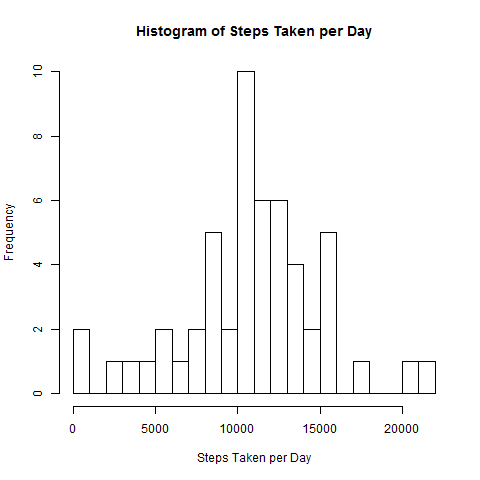 Histogram of Steps Taken per Day
Frequency
10
8
6
4
2
0
0 5000 10000 15000 20000
Steps Taken per Day